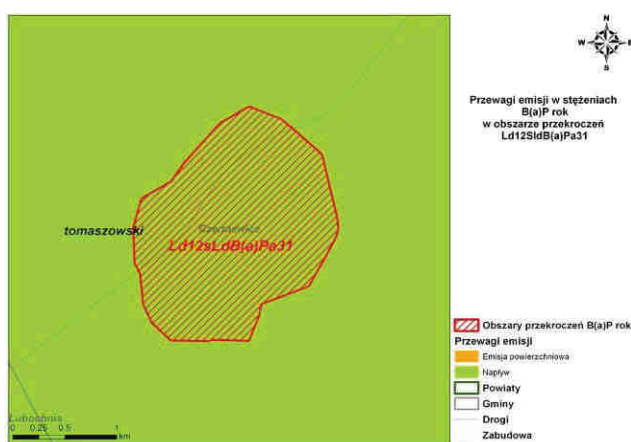 N
W E
S
Przewagi emisji w stężeniach
B(a)P rok
w obszarze przekroczeń
Ld12SldB(a)Pa31
tomaszowski
Ld12sLdB(a)Pa31
Obszary przekroczeń B(a)P rok
Przewagi emisji
Emisja powierzchniowa
Napływ
Powiaty
Gminy
Drogi
Zabudowa
Lubochnia
0 0.25 0.5 1
km